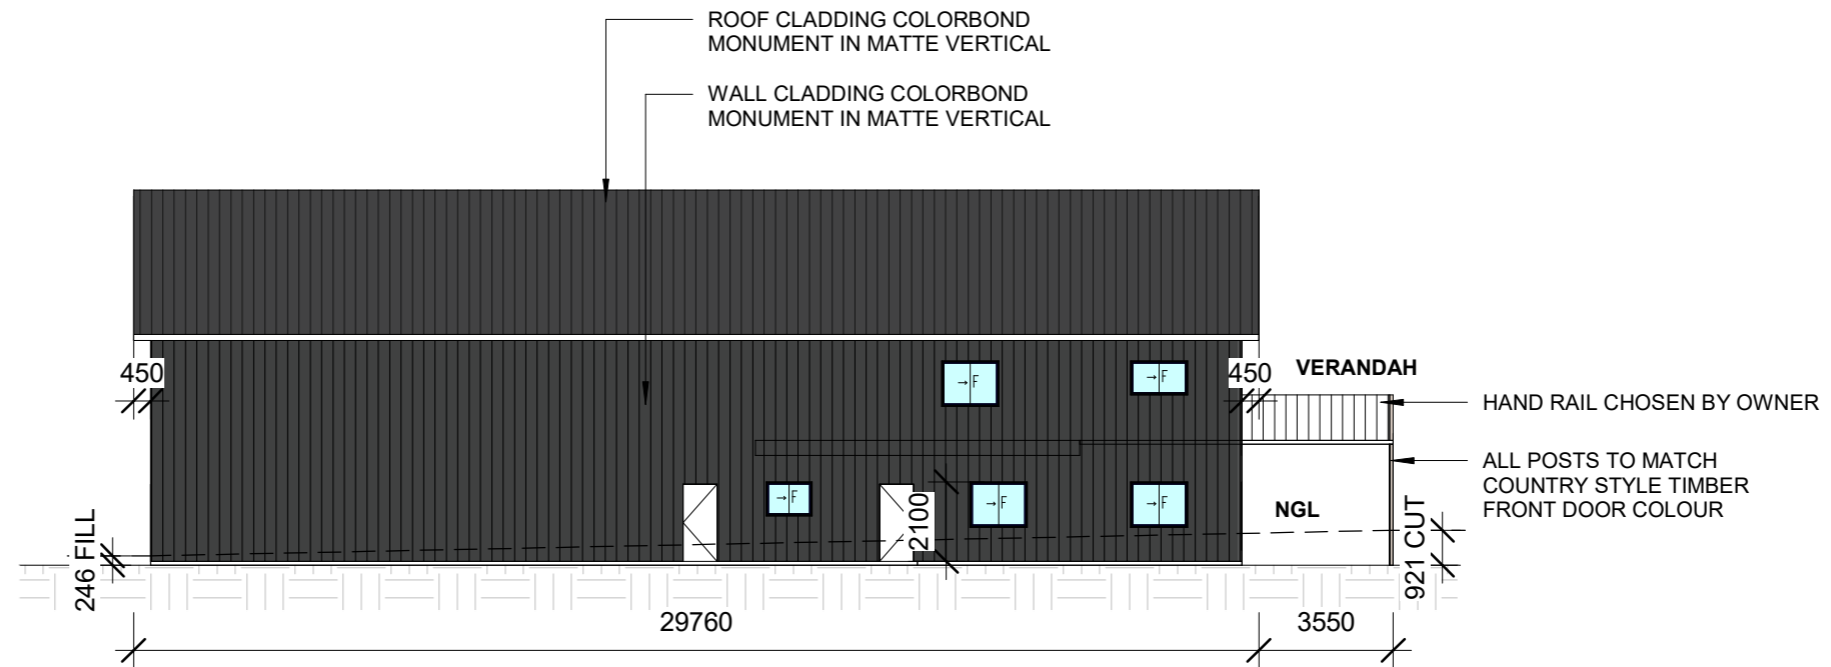 ROOF CLADDING COLORBOND
MONUMENT IN MATTE VERTICAL
WALL CLADDING COLORBOND
MONUMENT IN MATTE VERTICAL
450
→F
→F
450
VERANDAH
HAND RAIL CHOSEN BY OWNER
ALL POSTS TO MATCH
COUNTRY STYLE TIMBER
FRONT DOOR COLOUR
→F
→F
→F
2100
NGL
246 FILL
921 CUT
29760
3550